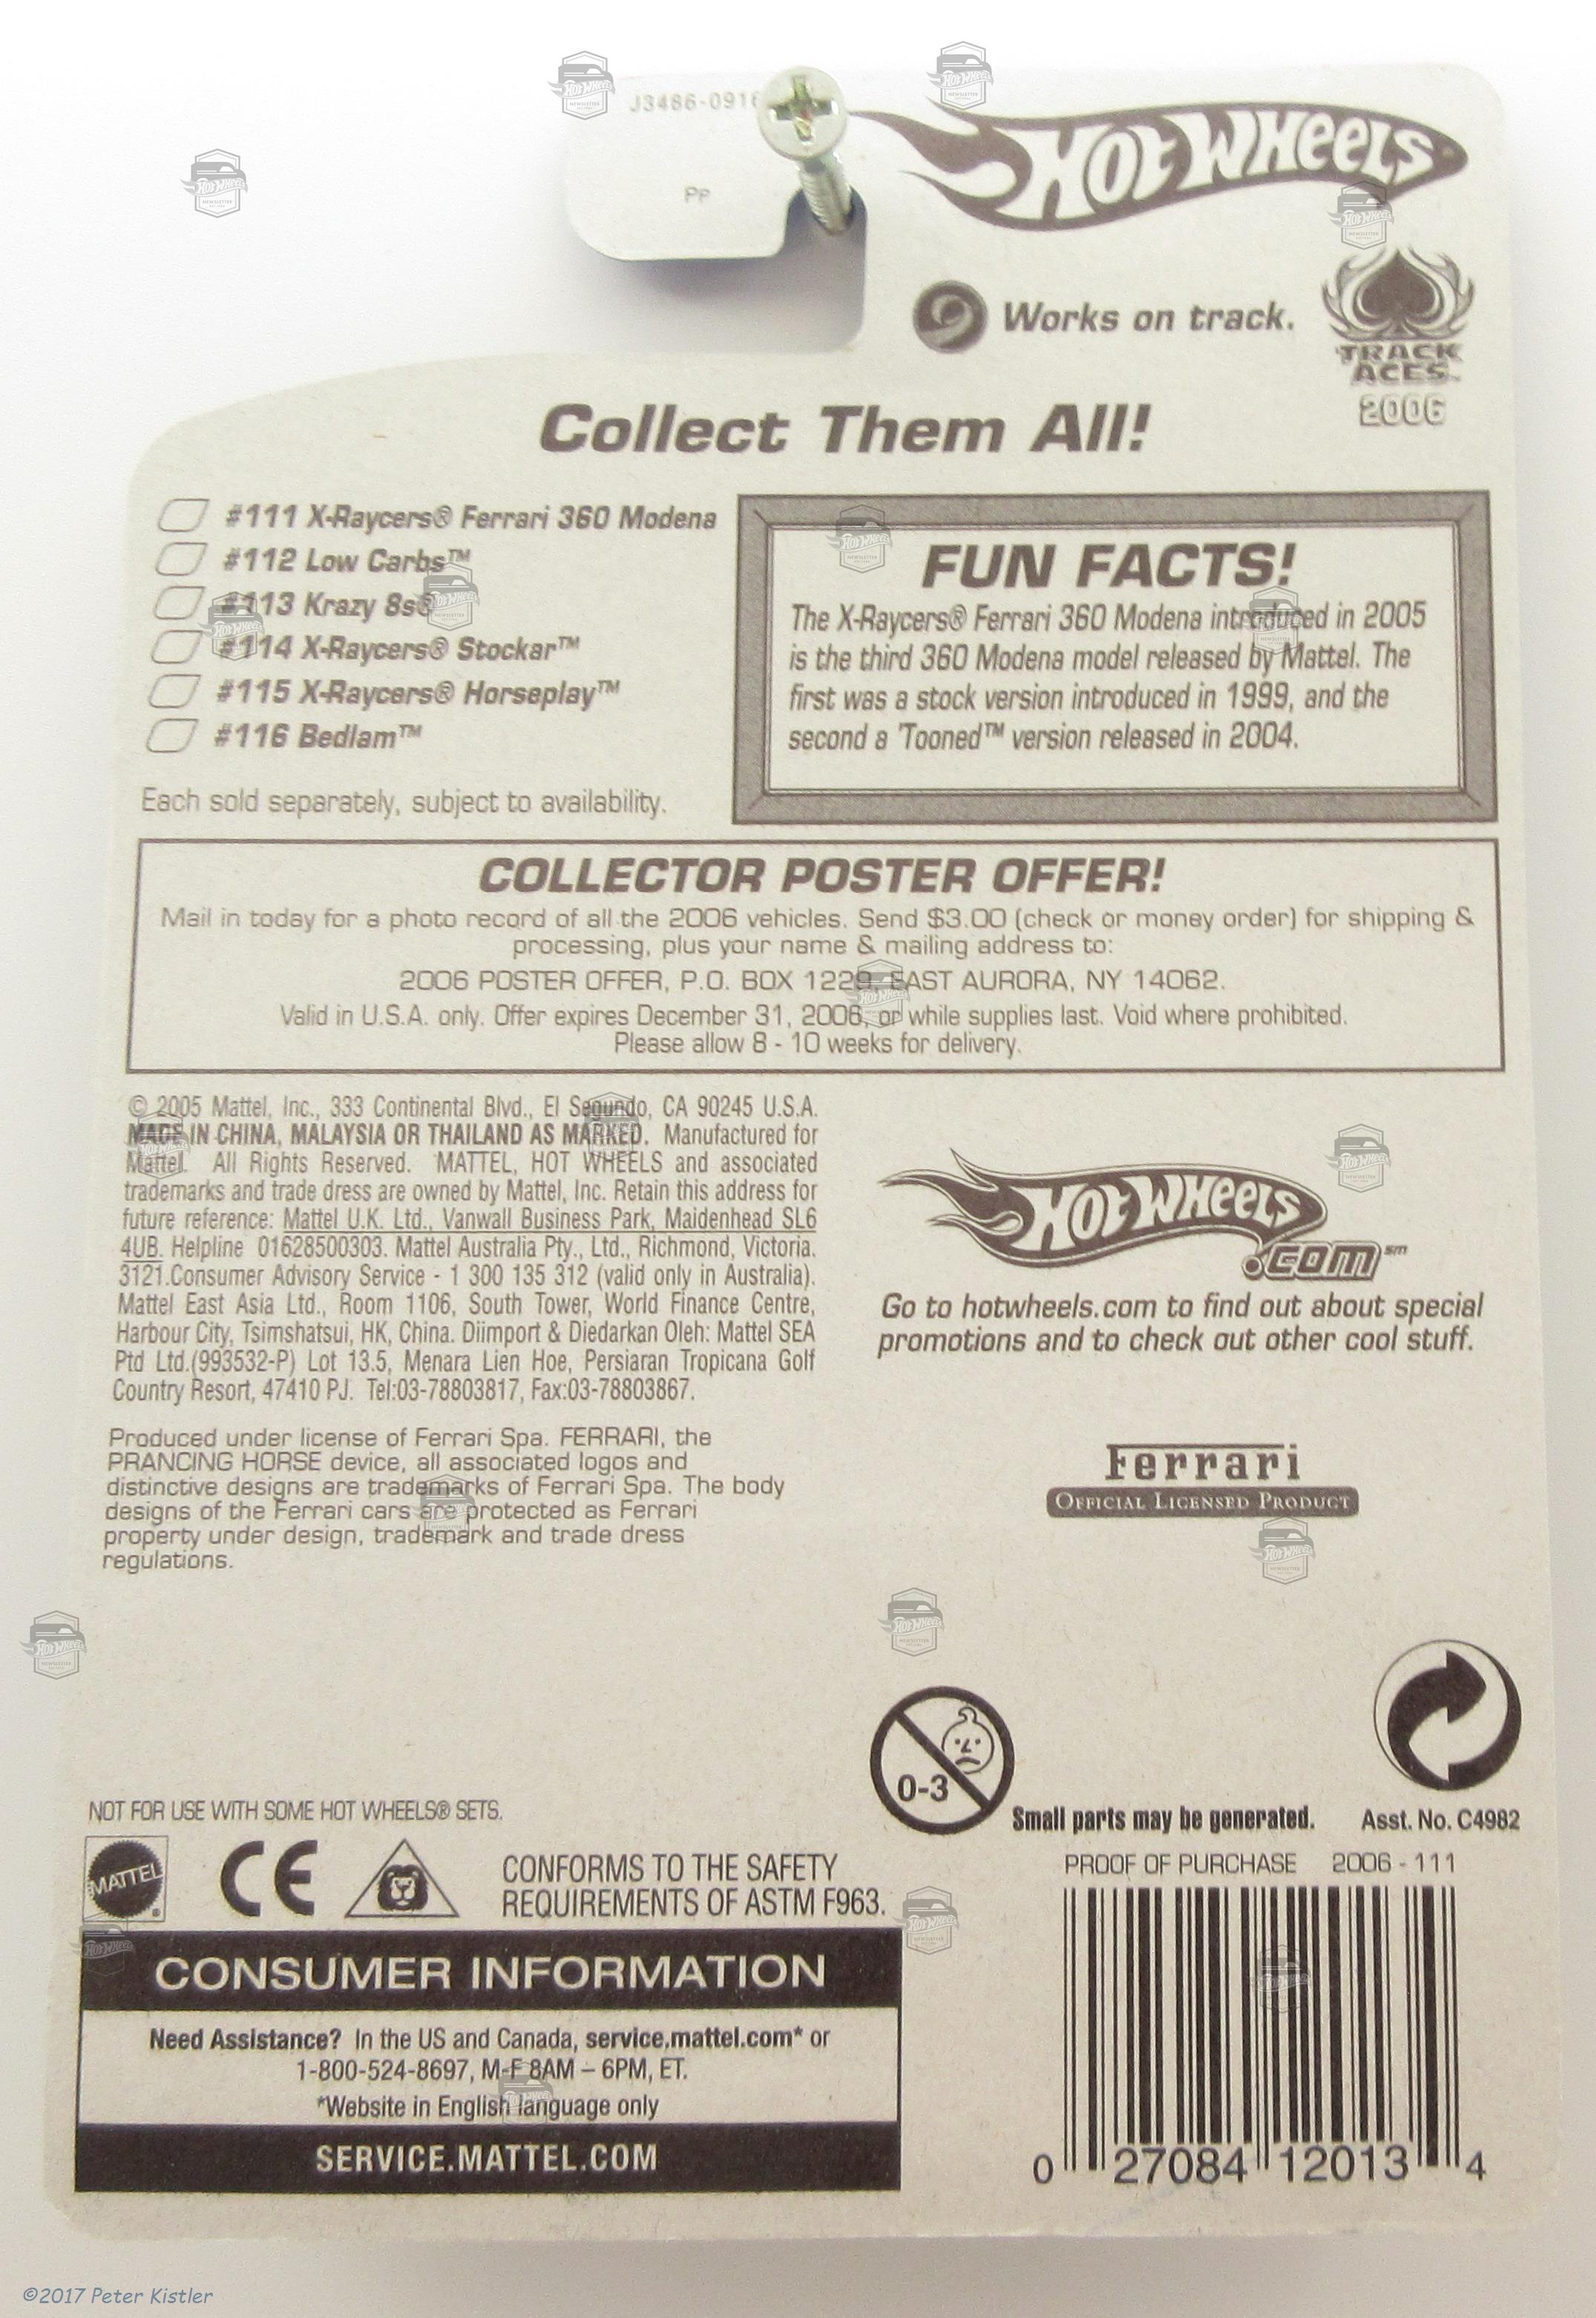 J3486-0916
PP
Hot Wheels
Works on track.
TRACK
ACES™
2006
Collect Them All!
#111 X-Raycers® Ferrari 360 Modena
#112 Low Carbs™
#113 Krazy 8s®
#114 X-Raycers® Stockar™
#115 X-Raycers® Horseplay™
#116 Bedlam™
Each sold separately, subject to availability.
FUN FACTS!
The X-Raycers® Ferrari 360 Modena introduced in 2005
is the third 360 Modena model released by Mattel. The
first was a stock version introduced in 1999, and the
second a 'Tooned™ version released in 2004.
COLLECTOR POSTER OFFER!
Mail in today for a photo record of all the 2006 vehicles. Send $3.00 (check or money order) for shipping &
processing, plus your name & mailing address to:
2006 POSTER OFFER, P.O. BOX 1229, EAST AURORA, NY 14062.
Valid in U.S.A. only. Offer expires December 31, 2006, or while supplies last. Void where prohibited.
Please allow 8 - 10 weeks for delivery.
© 2005 Mattel, Inc., 333 Continental Blvd., El Segundo, CA 90245 U.S.A.
MADE IN CHINA, MALAYSIA OR THAILAND AS MARKED. Manufactured for
Mattel. All Rights Reserved. MATTEL, HOT WHEELS and associated
trademarks and trade dress are owned by Mattel, Inc. Retain this address for
future reference: Mattel U.K. Ltd., Vanwall Business Park, Maidenhead SL6
4UB. Helpline 01628500303. Mattel Australia Pty., Ltd., Richmond, Victoria.
3121.Consumer Advisory Service - 1 300 135 312 (valid only in Australia).
Mattel East Asia Ltd., Room 1106, South Tower, World Finance Centre,
Harbour City, Tsimshatsui, HK, China. Diimport & Diedarkan Oleh: Mattel SEA
Ptd Ltd.(993532-P) Lot 13.5, Menara Lien Hoe, Persiaran Tropicana Golf
Country Resort, 47410 PJ. Tel:03-78803817, Fax:03-78803867.
Hot Wheels
.com℠
Go to hotwheels.com to find out about special
promotions and to check out other cool stuff.
Produced under license of Ferrari Spa. FERRARI, the
PRANCING HORSE device, all associated logos and
distinctive designs are trademarks of Ferrari Spa. The body
designs of the Ferrari cars are protected as Ferrari
property under design, trademark and trade dress
regulations.
Ferrari
OFFICIAL LICENSED PRODUCT
0-3
Small parts may be generated.
Asst. No. C4982
NOT FOR USE WITH SOME HOT WHEELS® SETS.
MATTEL
CE
CONFORMS TO THE SAFETY
REQUIREMENTS OF ASTM F963.
PROOF OF PURCHASE 2006 - 111
0 27084 12013 4
CONSUMER INFORMATION
Need Assistance? In the US and Canada, service.mattel.com* or
1-800-524-8697, M-F 8AM – 6PM, ET.
*Website in English language only
SERVICE.MATTEL.COM
©2017 Peter Kistler